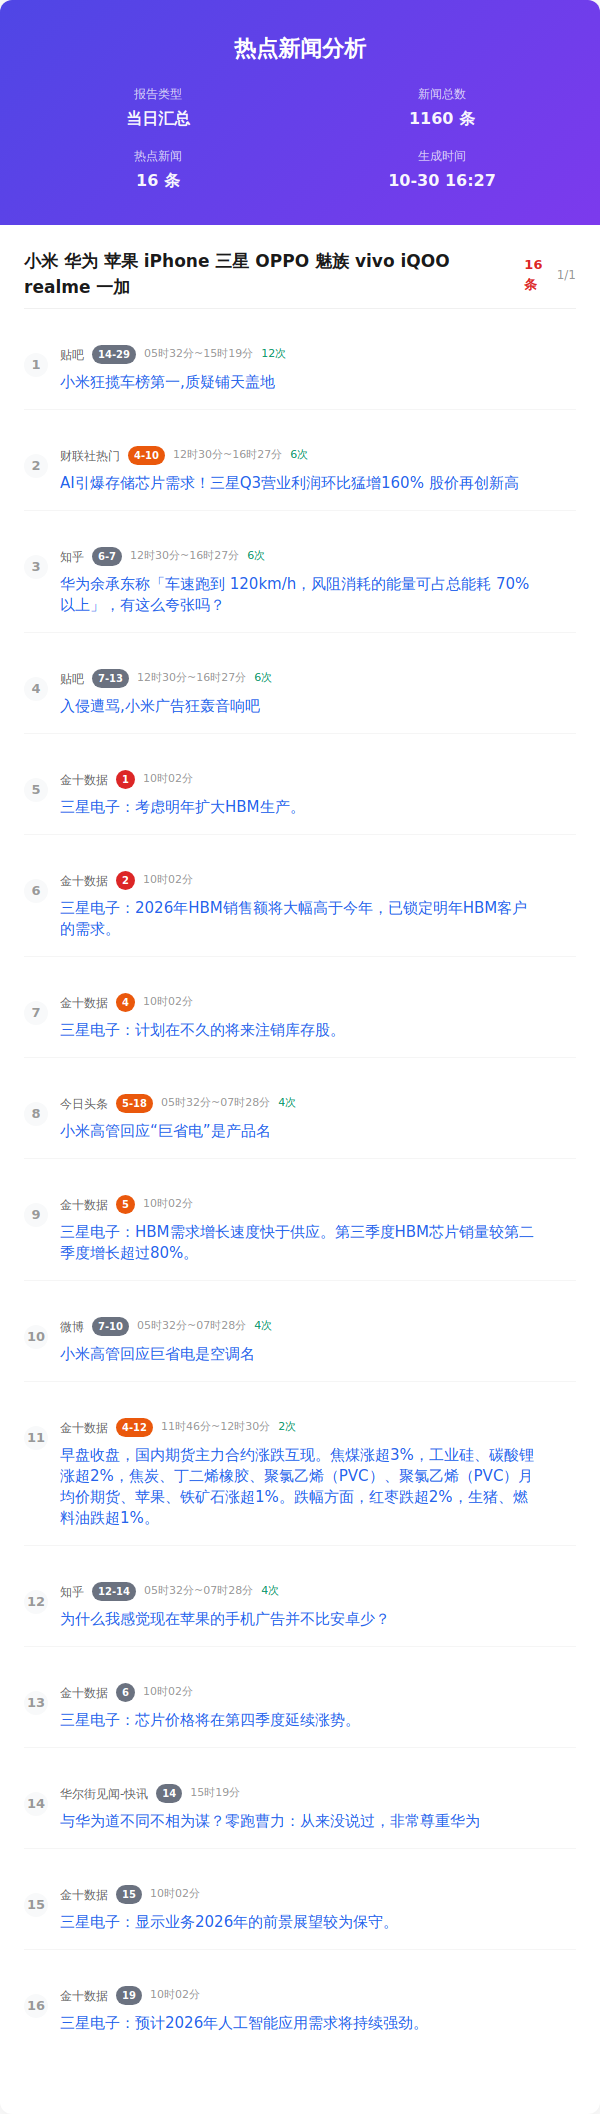 热点新闻分析
报告类型
新闻总数
当日汇总
1160 条
热点新闻
生成时间
16 条
10-30 16:27
小米 华为 苹果 iPhone 三星 OPPO 魅族 vivo iQOO
realme 一加
16
条
1/1
1
贴吧 14-29 05时32分~15时19分 12次
小米狂揽车榜第一,质疑铺天盖地
2
财联社热门 4-10 12时30分~16时27分 6次
AI引爆存储芯片需求！三星Q3营业利润环比猛增160% 股价再创新高
3
知乎 6-7 12时30分~16时27分 6次
华为余承东称「车速跑到 120km/h，风阻消耗的能量可占总能耗 70%
以上」，有这么夸张吗？
4
贴吧 7-13 12时30分~16时27分 6次
入侵遭骂,小米广告狂轰音响吧
5
金十数据 1 10时02分
三星电子：考虑明年扩大HBM生产。
6
金十数据 2 10时02分
三星电子：2026年HBM销售额将大幅高于今年，已锁定明年HBM客户
的需求。
7
金十数据 4 10时02分
三星电子：计划在不久的将来注销库存股。
8
今日头条 5-18 05时32分~07时28分 4次
小米高管回应“巨省电”是产品名
9
金十数据 5 10时02分
三星电子：HBM需求增长速度快于供应。第三季度HBM芯片销量较第二
季度增长超过80%。
10
微博 7-10 05时32分~07时28分 4次
小米高管回应巨省电是空调名
11
金十数据 4-12 11时46分~12时30分 2次
早盘收盘，国内期货主力合约涨跌互现。焦煤涨超3%，工业硅、碳酸锂
涨超2%，焦炭、丁二烯橡胶、聚氯乙烯（PVC）、聚氯乙烯（PVC）月
均价期货、苹果、铁矿石涨超1%。跌幅方面，红枣跌超2%，生猪、燃
料油跌超1%。
12
知乎 12-14 05时32分~07时28分 4次
为什么我感觉现在苹果的手机广告并不比安卓少？
13
金十数据 6 10时02分
三星电子：芯片价格将在第四季度延续涨势。
14
华尔街见闻-快讯 14 15时19分
与华为道不同不相为谋？零跑曹力：从来没说过，非常尊重华为
15
金十数据 15 10时02分
三星电子：显示业务2026年的前景展望较为保守。
16
金十数据 19 10时02分
三星电子：预计2026年人工智能应用需求将持续强劲。